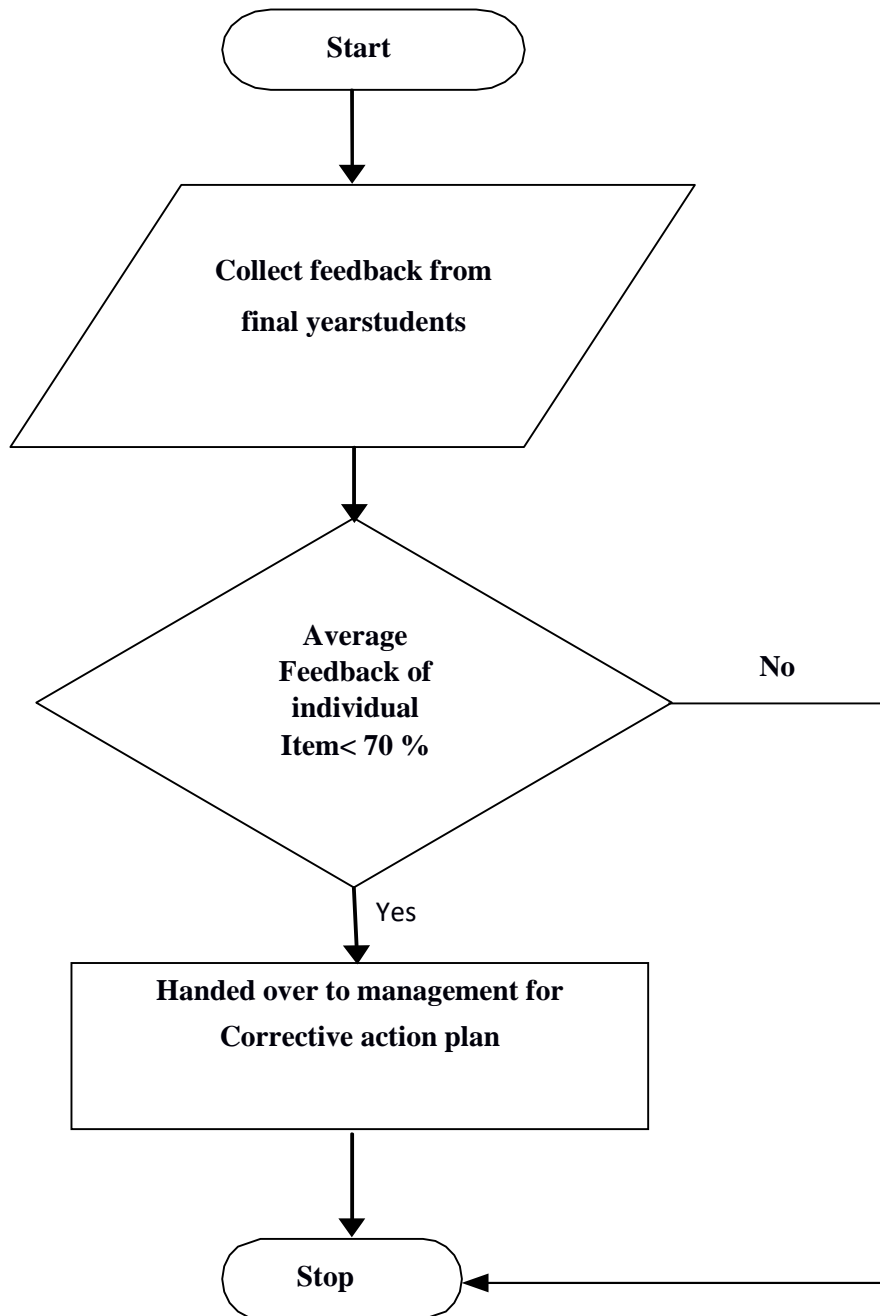 Start
Collect feedback from
final yearstudents
Average
Feedback of
individual
Item< 70 %
No
Yes
Handed over to management for
Corrective action plan
Stop